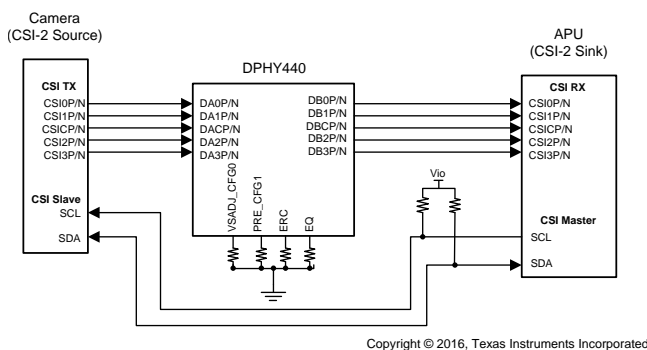 Camera
(CSI-2 Source)
APU
(CSI-2 Sink)
DPHY440
CSI TX
CSI0P/N
CSI1P/N
CSICP/N
CSI2P/N
CSI3P/N
CSI Slave
SCL
SDA
DA0P/N
DA1P/N
DACP/N
DA2P/N
DA3P/N
DB0P/N
DB1P/N
DBCP/N
DB2P/N
DB3P/N
VSADJ_CFG0
PRE_CFG1
ERC
EQ
CSI RX
CSI0P/N
CSI1P/N
CSICP/N
CSI2P/N
CSI3P/N
Vio
CSI Master
SCL
SDA
Copyright © 2016, Texas Instruments Incorporated